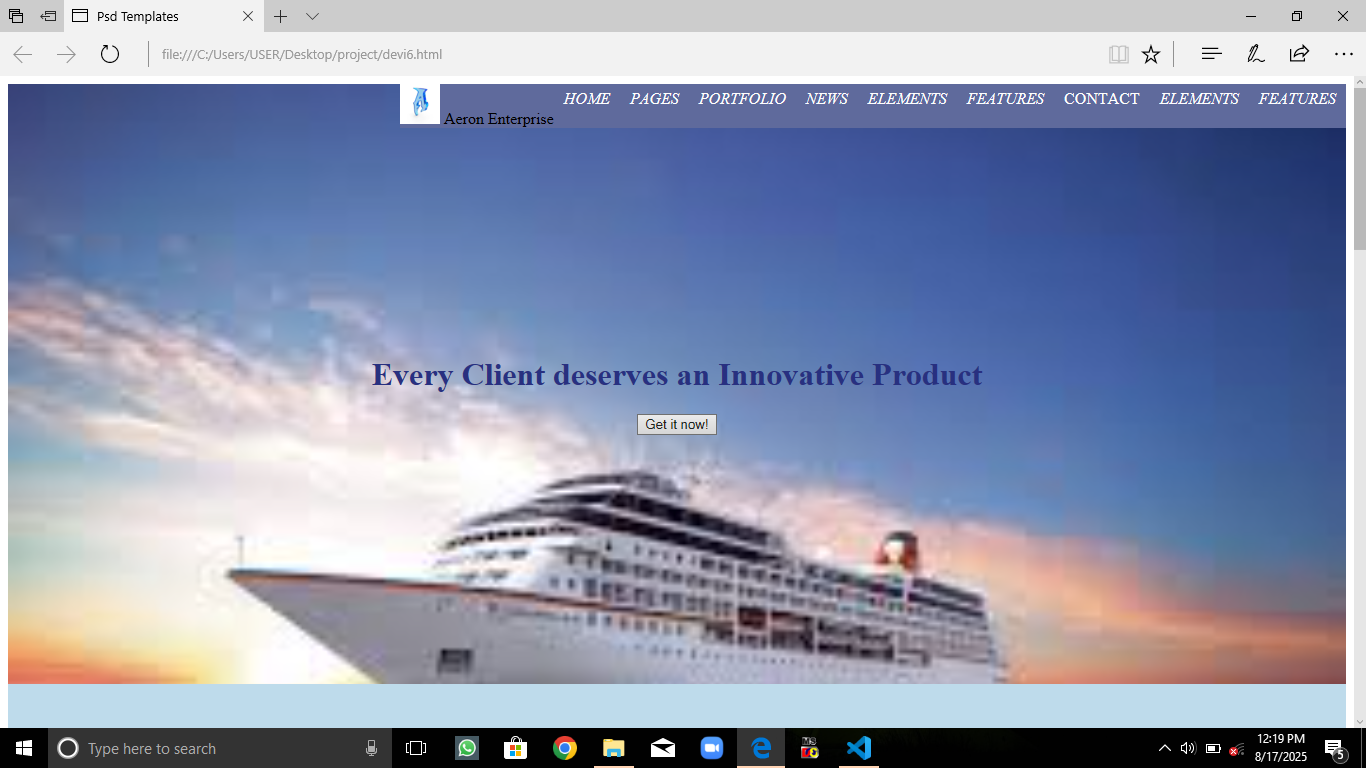 Psd Templates
file:///C:/Users/USER/Desktop/project/devi6.html
HOME PAGES PORTFOLIO NEWS ELEMENTS FEATURES CONTACT ELEMENTS FEATURES
Aeron Enterprise
Every Client deserves an Innovative Product
Get it now!
Type here to search
12:19 PM
8/17/2025
5